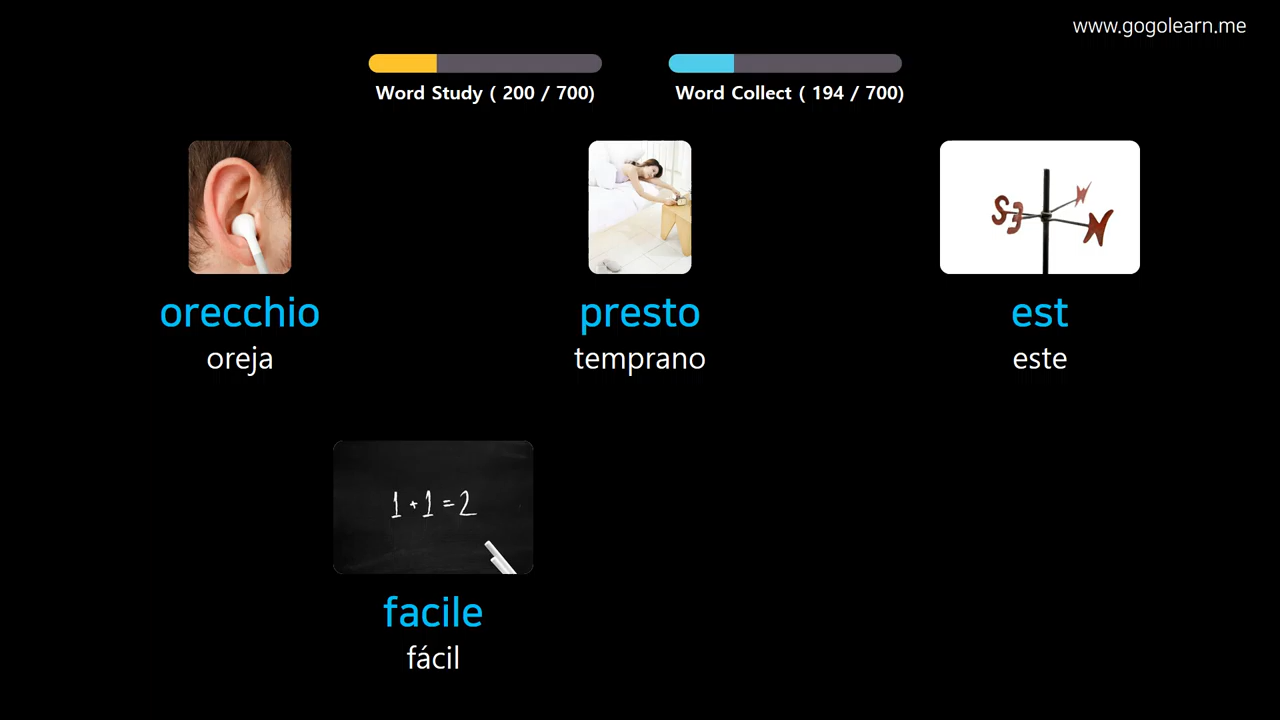 www.gogolearn.me
Word Study ( 200 / 700)
Word Collect ( 194 / 700)
orecchio
oreja
presto
temprano
est
este
1 + 1 = 2
facile
fácil